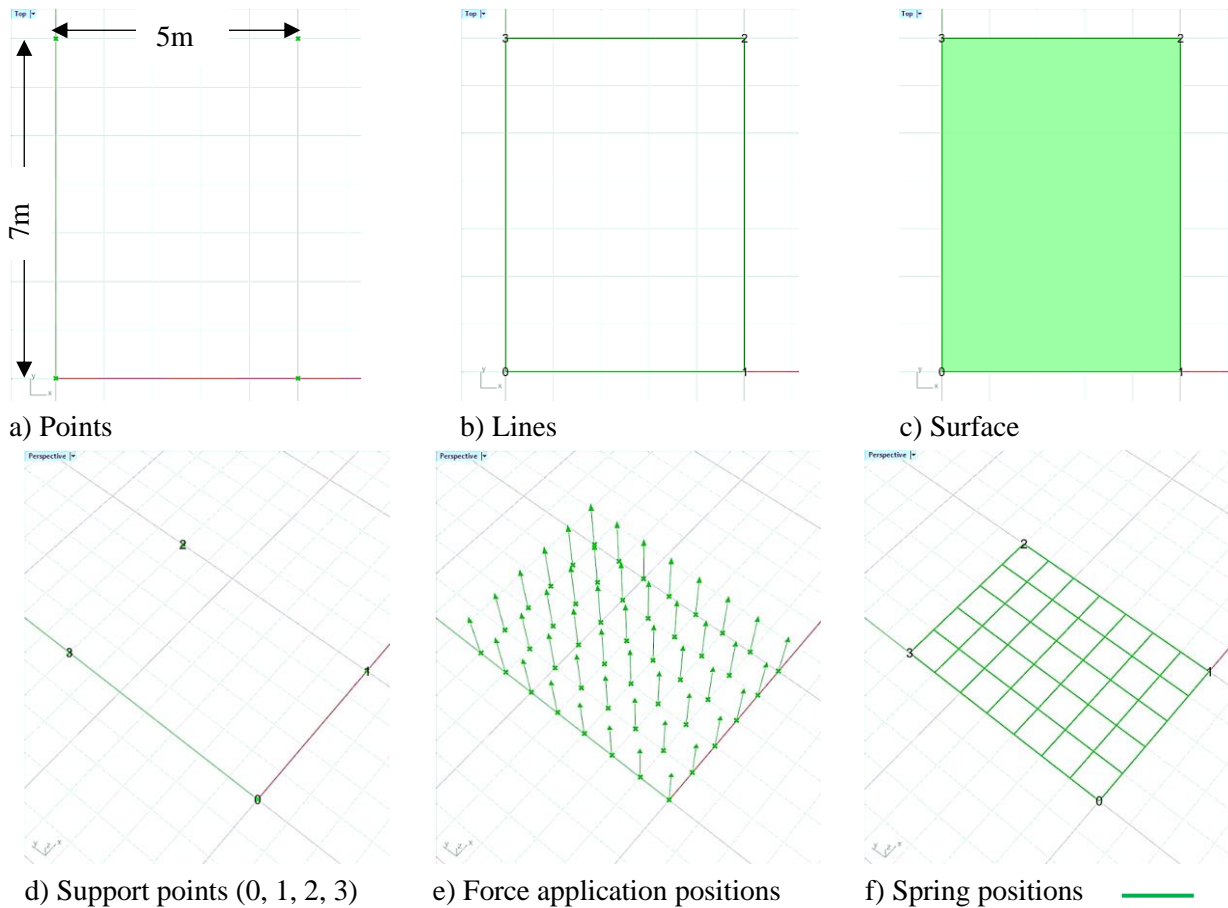 Top
5m
7m
y
x
Top
3
2
0
1
y
x
Top
3
2
0
1
y
x
a) Points
b) Lines
c) Surface
Perspective
2
3
1
0
Perspective
Perspective
2
3
1
0
d) Support points (0, 1, 2, 3)
e) Force application positions
f) Spring positions